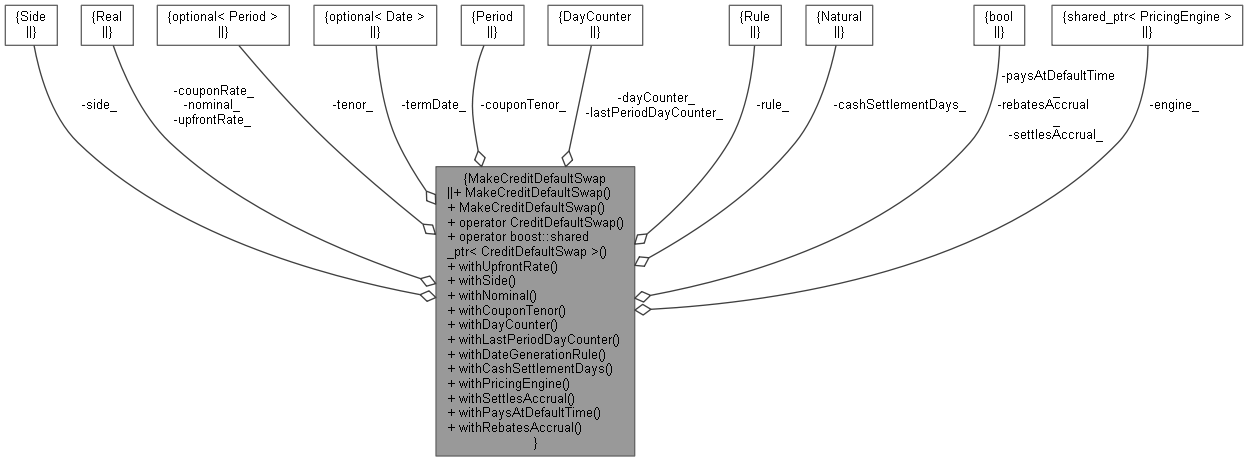 {Side
||}
{Real
||}
{optional< Period >
||}
{optional< Date >
||}
{Period
||}
{DayCounter
||}
{Rule
||}
{Natural
||}
{bool
||}
{shared_ptr< PricingEngine >
||}
-side_
-couponRate_
-nominal_
-upfrontRate_
-tenor_
-termDate_
-couponTenor_
-dayCounter_
-lastPeriodDayCounter_
-rule_
-cashSettlementDays_
-paysAtDefaultTime
_
-rebatesAccrual
_
-settlesAccrual_
-engine_
{MakeCreditDefaultSwap
||+ MakeCreditDefaultSwap()
+ MakeCreditDefaultSwap()
+ operator CreditDefaultSwap()
+ operator boost::shared
_ptr< CreditDefaultSwap >()
+ withUpfrontRate()
+ withSide()
+ withNominal()
+ withCouponTenor()
+ withDayCounter()
+ withLastPeriodDayCounter()
+ withDateGenerationRule()
+ withCashSettlementDays()
+ withPricingEngine()
+ withSettlesAccrual()
+ withPaysAtDefaultTime()
+ withRebatesAccrual()
}